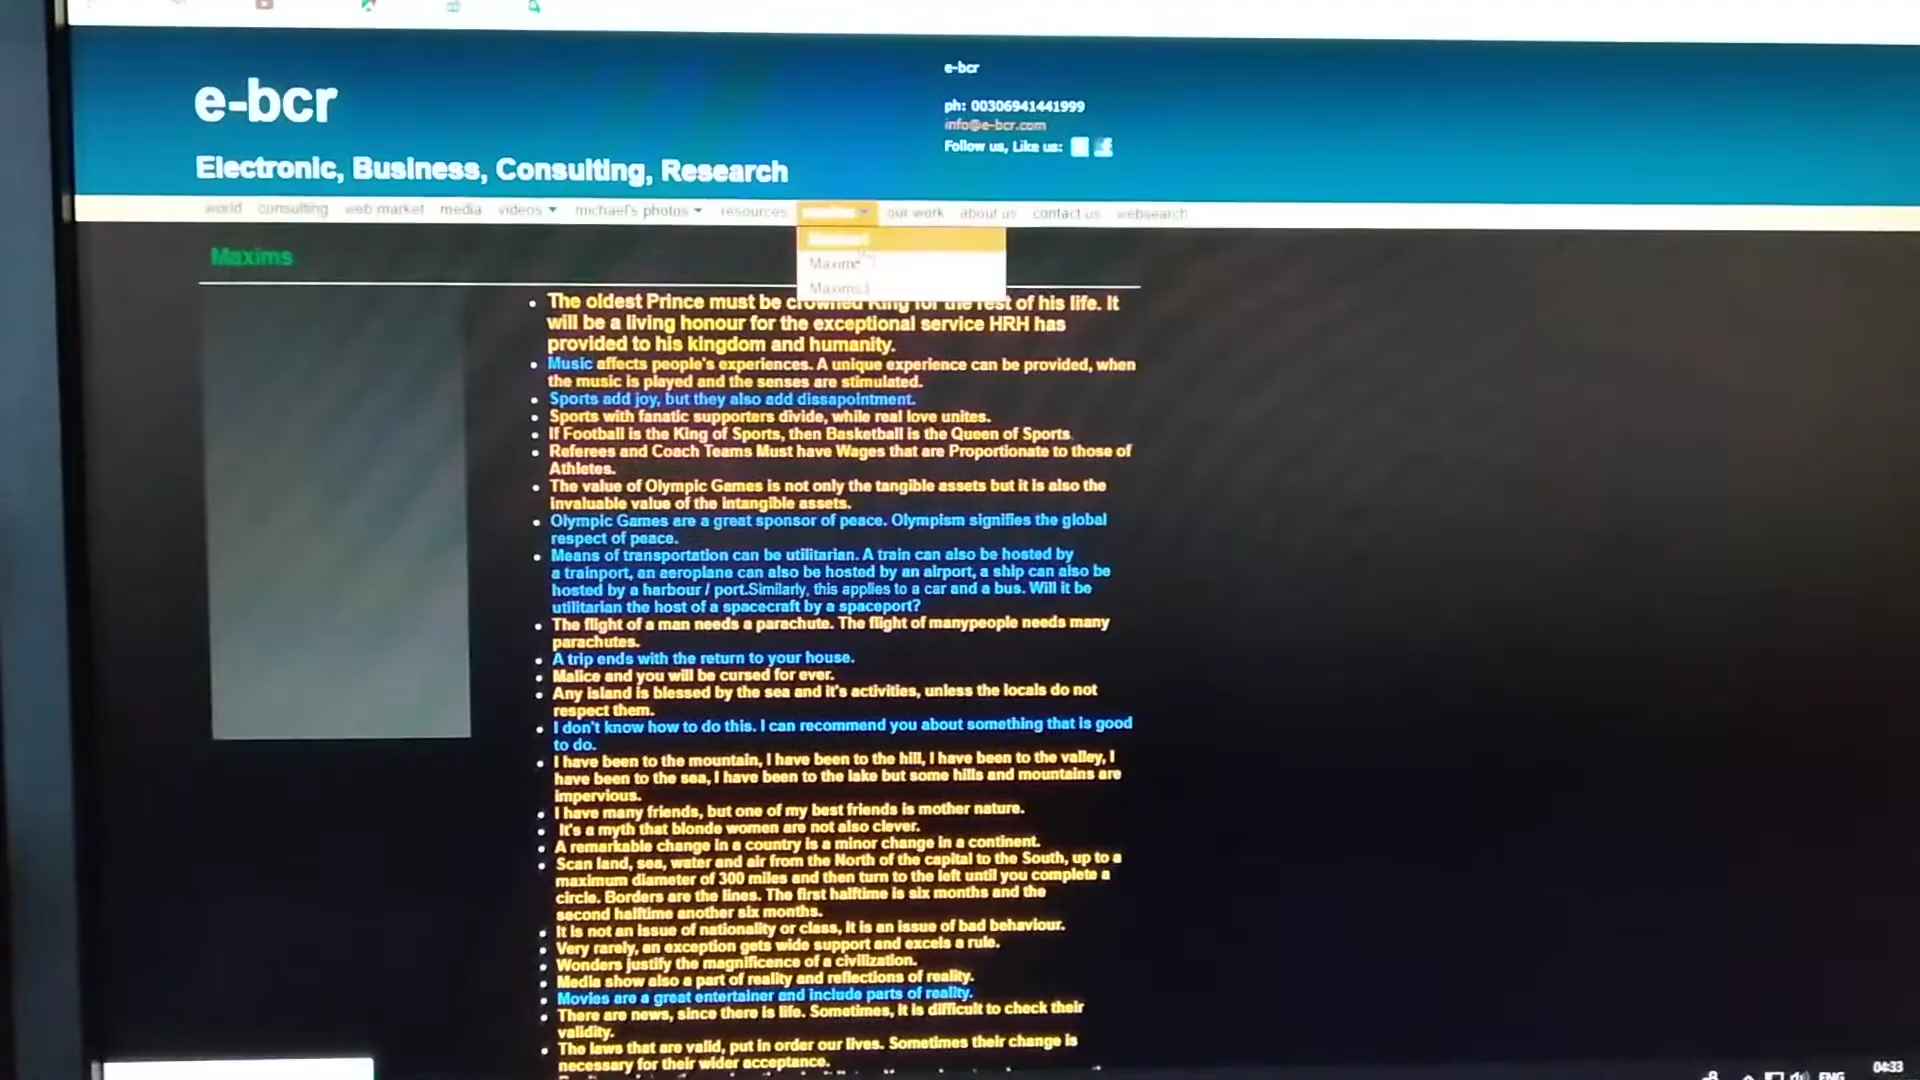 e-bcr
e-bcr
ph: 00306941441999
info@e-bcr.com
Follow us, Like us:
Electronic, Business, Consulting, Research
world consulting web market media videos michael's photos resources our work about us contact us websearch
Maxims
Maxims3
Maxims
The oldest Prince must be crowned King for the rest of his life. It
will be a living honour for the exceptional service HRH has
provided to his kingdom and humanity.
Music affects people's experiences. A unique experience can be provided, when
the music is played and the senses are stimulated.
Sports add joy, but they also add dissapointment.
Sports with fanatic supporters divide, while real love unites.
If Football is the King of Sports, then Basketball is the Queen of Sports
Referees and Coach Teams Must have Wages that are Proportionate to those of
Athletes.
The value of Olympic Games is not only the tangible assets but it is also the
invaluable value of the intangible assets.
Olympic Games are a great sponsor of peace. Olympism signifies the global
respect of peace.
Means of transportation can be utilitarian. A train can also be hosted by
a trainport, an aeroplane can also be hosted by an airport, a ship can also be
hosted by a harbour / port.Similarly, this applies to a car and a bus. Will it be
utilitarian the host of a spacecraft by a spaceport?
The flight of a man needs a parachute. The flight of manypeople needs many
parachutes.
A trip ends with the return to your house.
Malice and you will be cursed for ever.
Any island is blessed by the sea and it's activities, unless the locals do not
respect them.
I don't know how to do this. I can recommend you about something that is good
to do.
I have been to the mountain, I have been to the hill, I have been to the valley, I
have been to the sea, I have been to the lake but some hills and mountains are
impervious.
I have many friends, but one of my best friends is mother nature.
It's a myth that blonde women are not also clever.
A remarkable change in a country is a minor change in a continent.
Scan land, sea, water and air from the North of the capital to the South, up to a
maximum diameter of 300 miles and then turn to the left until you complete a
circle. Borders are the lines. The first halftime is six months and the
second halftime another six months.
It is not an issue of nationality or class, it is an issue of bad behaviour.
Very rarely, an exception gets wide support and excels a rule.
Wonders justify the magnificence of a civilization.
Media show also a part of reality and reflections of reality.
Movies are a great entertainer and include parts of reality.
There are news, since there is life. Sometimes, it is difficult to check their
validity.
The laws that are valid, put in order our lives. Sometimes their change is
necessary for their wider acceptance.
ENG
04:33